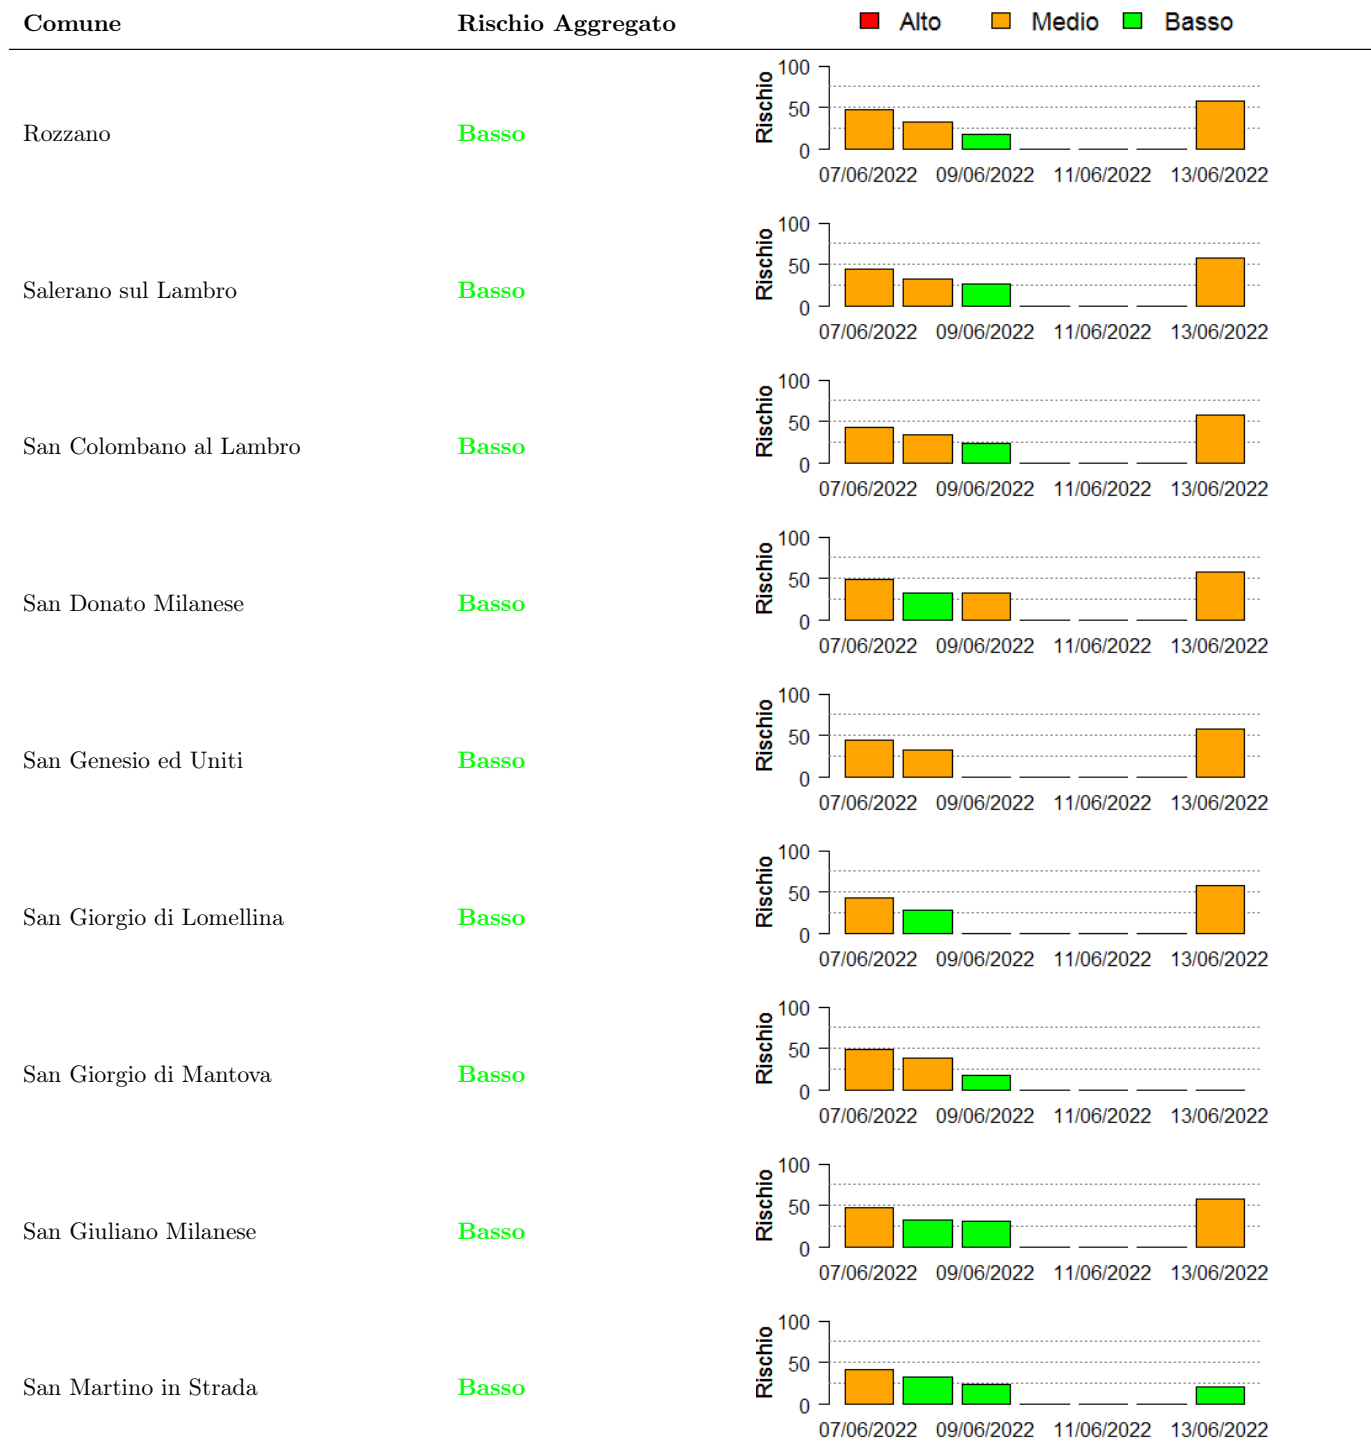 Comune Rischio Aggregato Alto Medio Basso
100
50
0
Rischio
Rozzano Basso
07/06/2022 09/06/2022 11/06/2022 13/06/2022
100
50
0
Rischio
Salerano sul Lambro Basso
07/06/2022 09/06/2022 11/06/2022 13/06/2022
100
50
0
Rischio
San Colombano al Lambro Basso
07/06/2022 09/06/2022 11/06/2022 13/06/2022
100
50
0
Rischio
San Donato Milanese Basso
07/06/2022 09/06/2022 11/06/2022 13/06/2022
100
50
0
Rischio
San Genesio ed Uniti Basso
07/06/2022 09/06/2022 11/06/2022 13/06/2022
100
50
0
Rischio
San Giorgio di Lomellina Basso
07/06/2022 09/06/2022 11/06/2022 13/06/2022
100
50
0
Rischio
San Giorgio di Mantova Basso
07/06/2022 09/06/2022 11/06/2022 13/06/2022
100
50
0
Rischio
San Giuliano Milanese Basso
07/06/2022 09/06/2022 11/06/2022 13/06/2022
100
50
0
Rischio
San Martino in Strada Basso
07/06/2022 09/06/2022 11/06/2022 13/06/2022